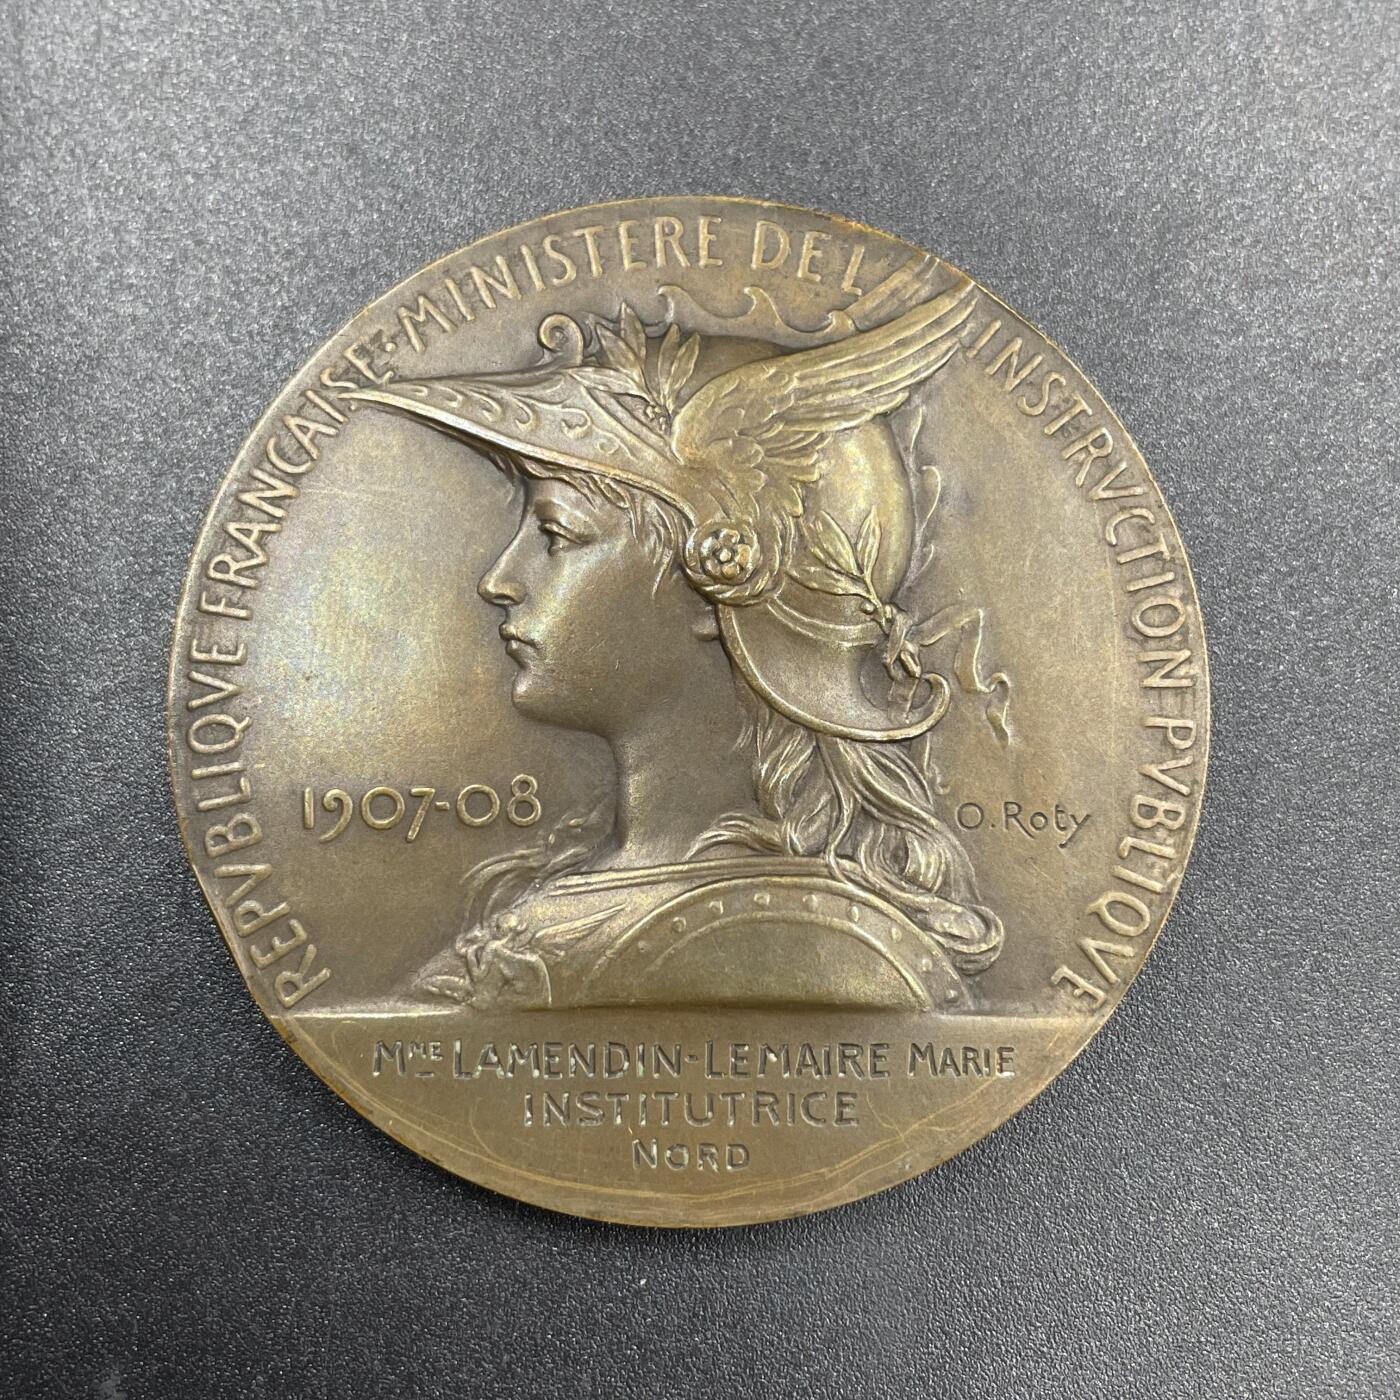 REPVBLIQVE FRANCAISE · MINISTERE DE L INSTRVCTION PVBLIQVE
1907-08
O. Roty
MME LAMENDIN-LEMAIRE MARIE
INSTITUTRICE
NORD